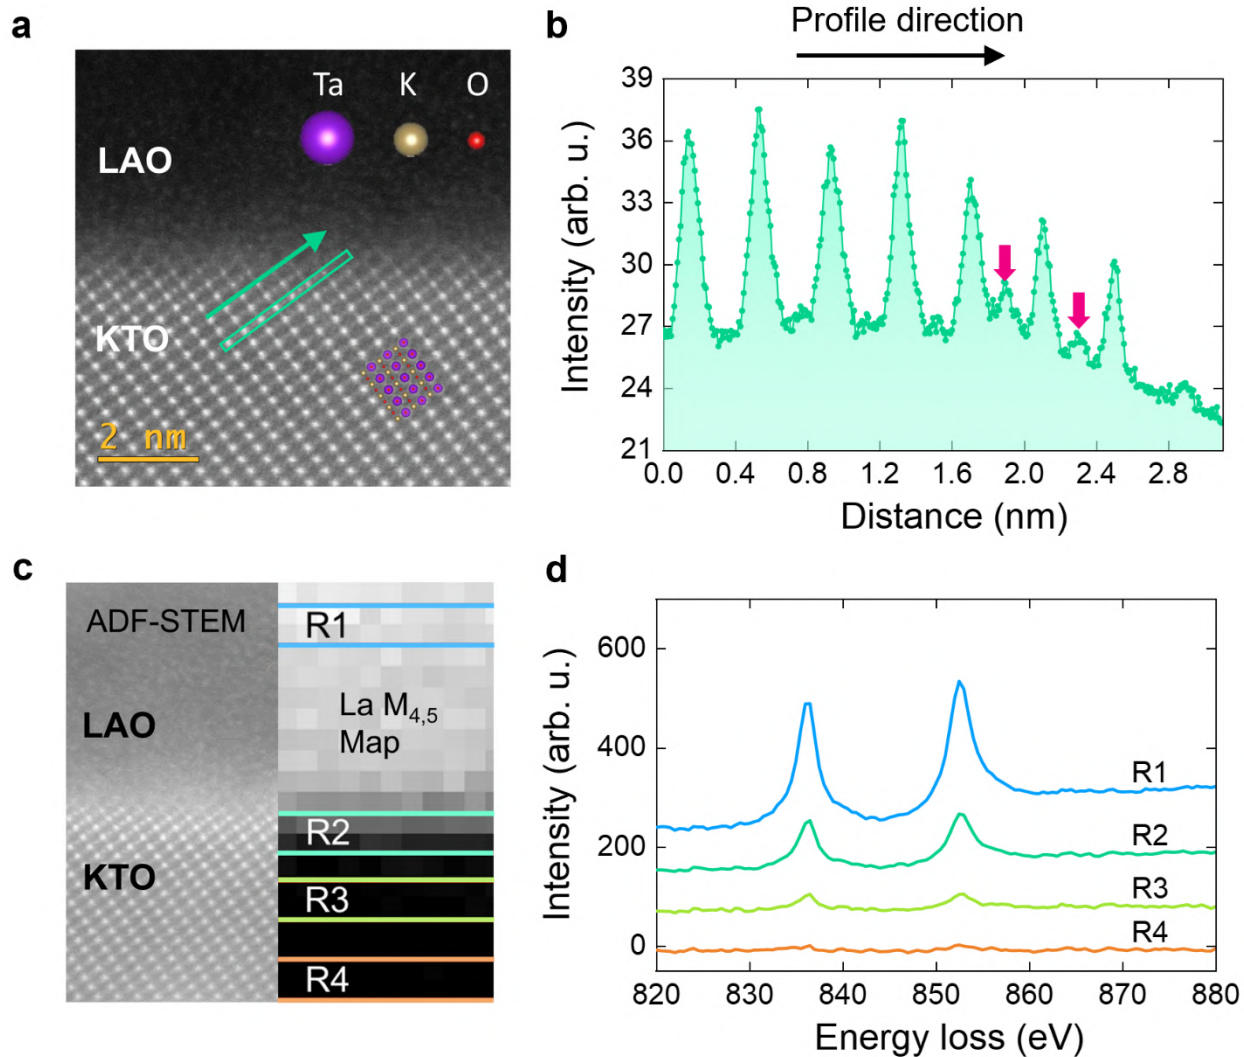 a
Ta K O
LAO
KTO
2 nm
b
Profile direction
39
36
33
30
27
24
21
Intensity (arb. u.)
0.0 0.4 0.8 1.2 1.6 2.0 2.4 2.8
Distance (nm)
c
ADF-STEM
LAO
KTO
R1
La M4,5
Map
R2
R3
R4
d
600
400
200
0
Intensity (arb. u.)
R1
R2
R3
R4
820 830 840 850 860 870 880
Energy loss (eV)